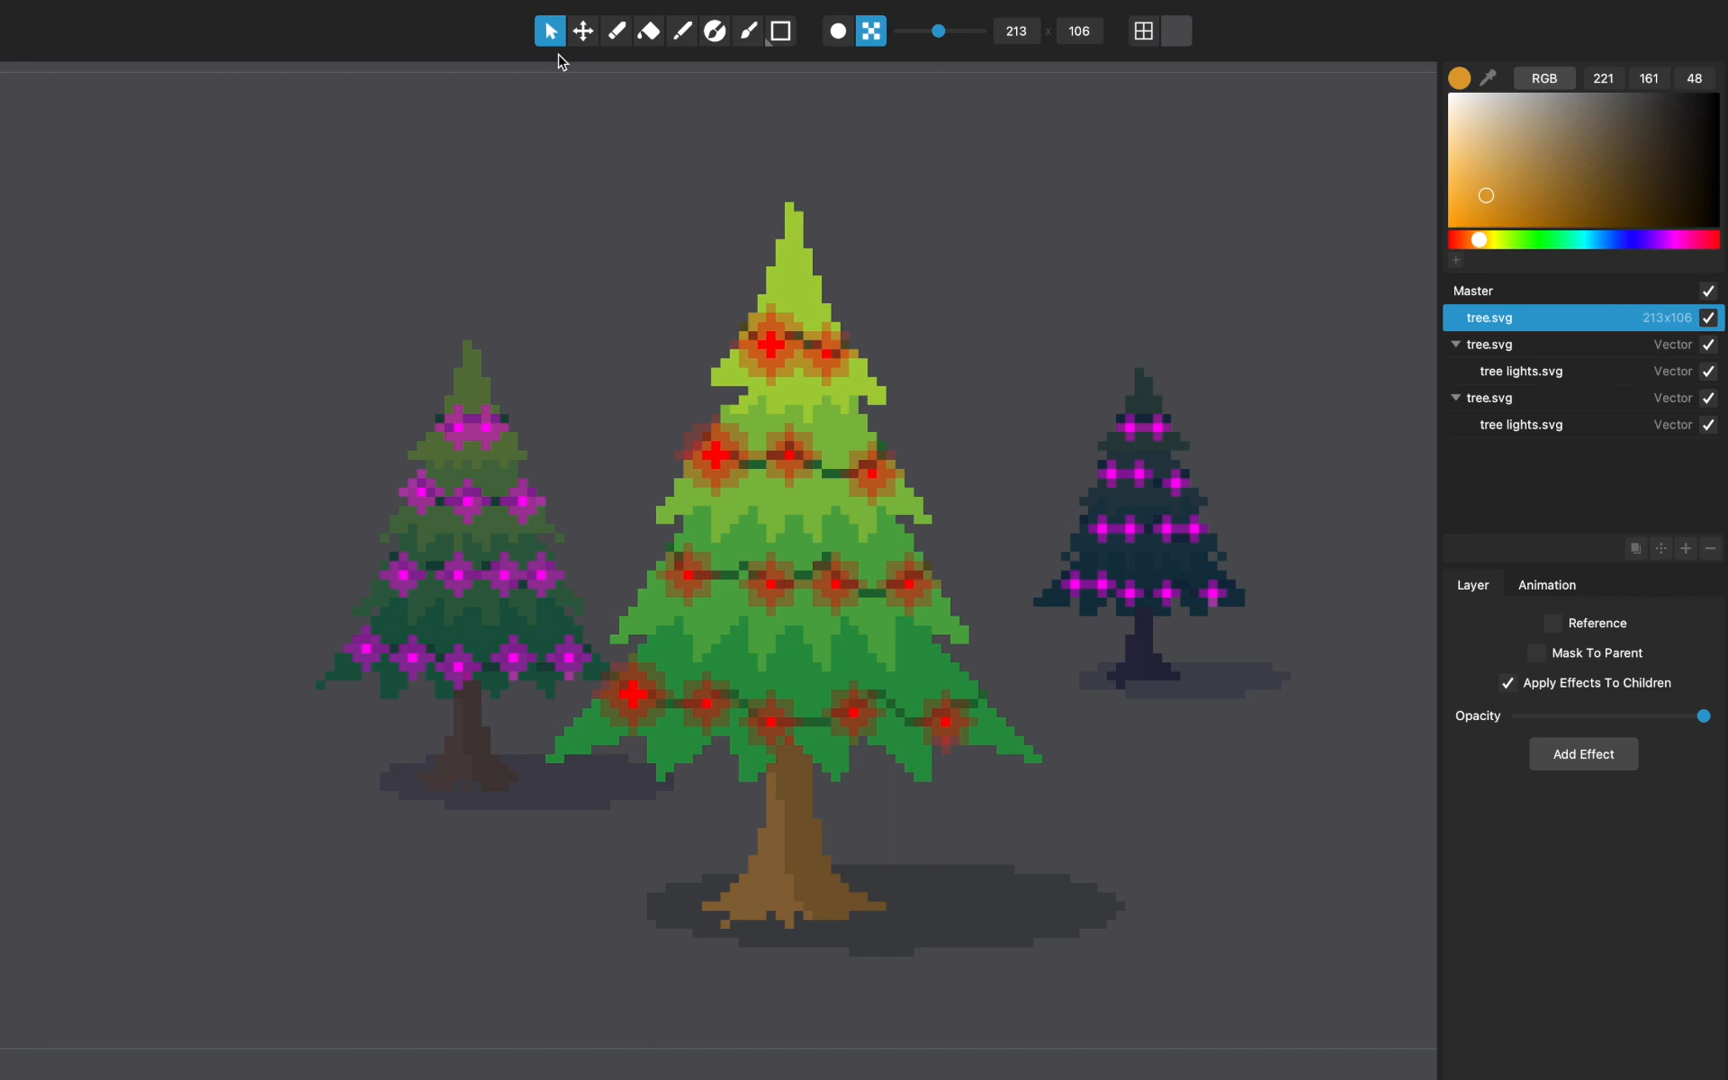 213 x 106
RGB 221 161 48
Master
tree.svg 213x106
tree.svg Vector
tree lights.svg Vector
tree.svg Vector
tree lights.svg Vector
Layer Animation
Reference
Mask To Parent
Apply Effects To Children
Opacity
Add Effect